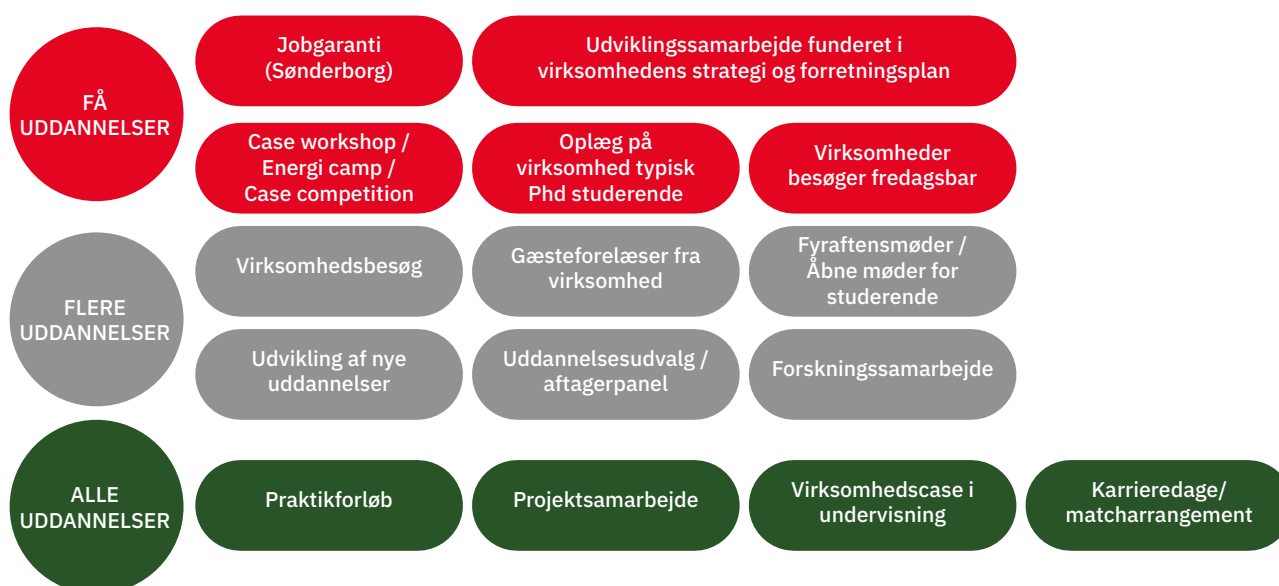 FÅ
UDDANNELSER
Jobgaranti
(Sønderborg)
Udviklingssamarbejde funderet i
virksomhedens strategi og forretningsplan
Case workshop /
Energi camp /
Case competition
Oplæg på
virksomhed typisk
Phd studerende
Virksomheder
besøger fredagsbar
FLERE
UDDANNELSER
Virksomhedsbesøg
Gæsteforelæser fra
virksomhed
Fyraftensmøder /
Åbne møder for
studerende
Udvikling af nye
uddannelser
Uddannelsesudvalg /
aftagerpanel
Forskningssamarbejde
ALLE
UDDANNELSER
Praktikforløb
Projektsamarbejde
Virksomhedscase i
undervisning
Karrieredage/
matcharrangement